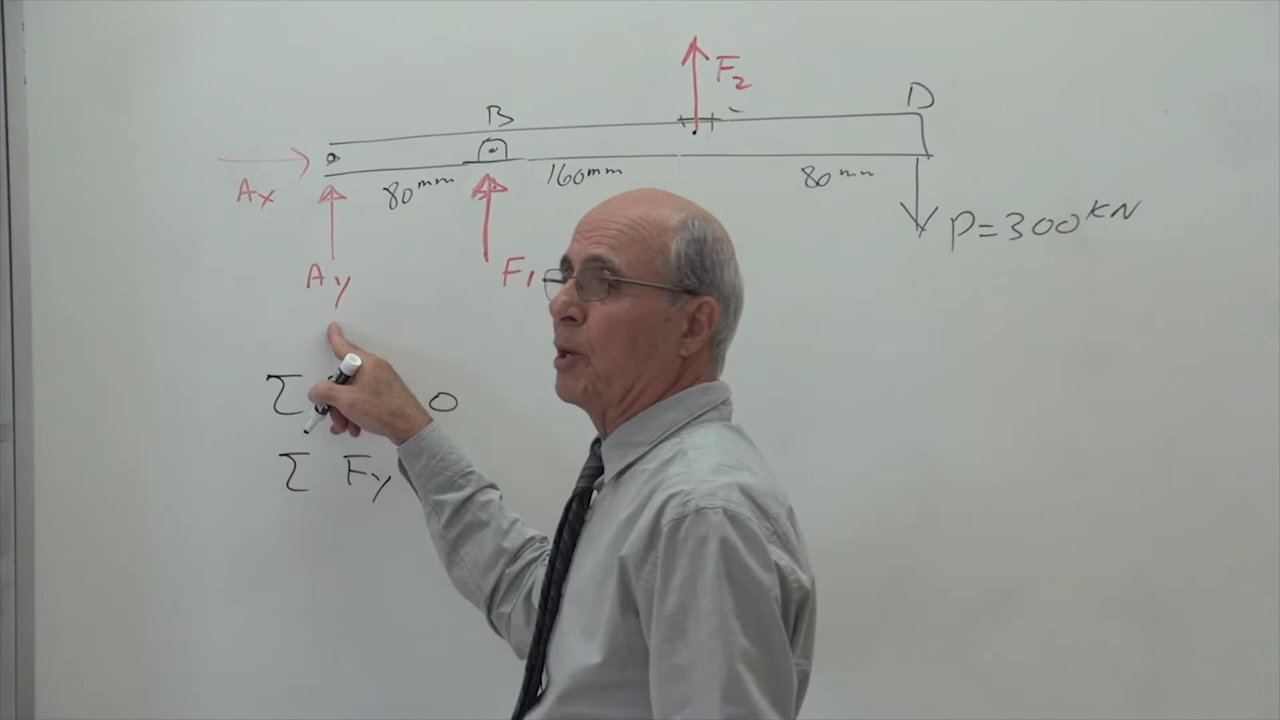 F2
B
D
80mm
160mm
80mm
Ax
P=300KN
Ay
F1
Σ
0
Σ Fy